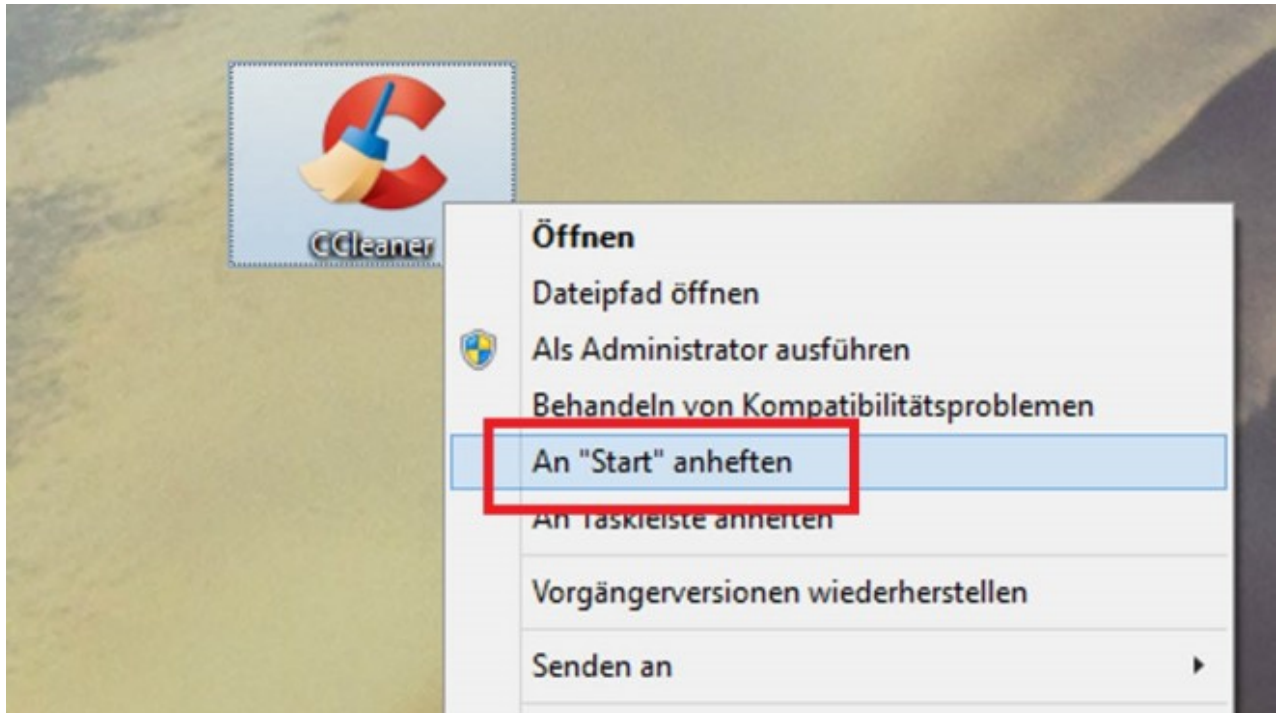 CCleaner
Öffnen
Dateipfad öffnen
Als Administrator ausführen
Behandeln von Kompatibilitätsproblemen
An "Start" anheften
An Taskleiste anheften
Vorgängerversionen wiederherstellen
Senden an